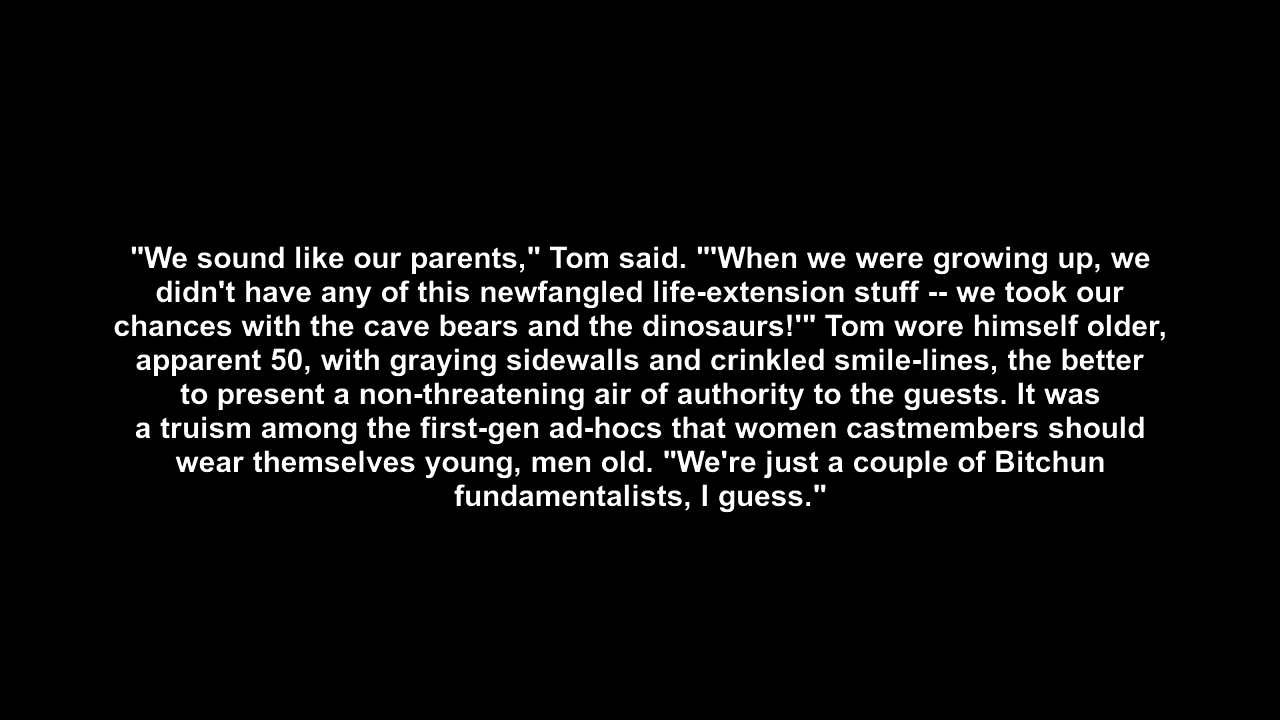 "We sound like our parents," Tom said. "'When we were growing up, we
didn't have any of this newfangled life-extension stuff -- we took our
chances with the cave bears and the dinosaurs!'" Tom wore himself older,
apparent 50, with graying sidewalls and crinkled smile-lines, the better
to present a non-threatening air of authority to the guests. It was
a truism among the first-gen ad-hocs that women castmembers should
wear themselves young, men old. "We're just a couple of Bitchun
fundamentalists, I guess."